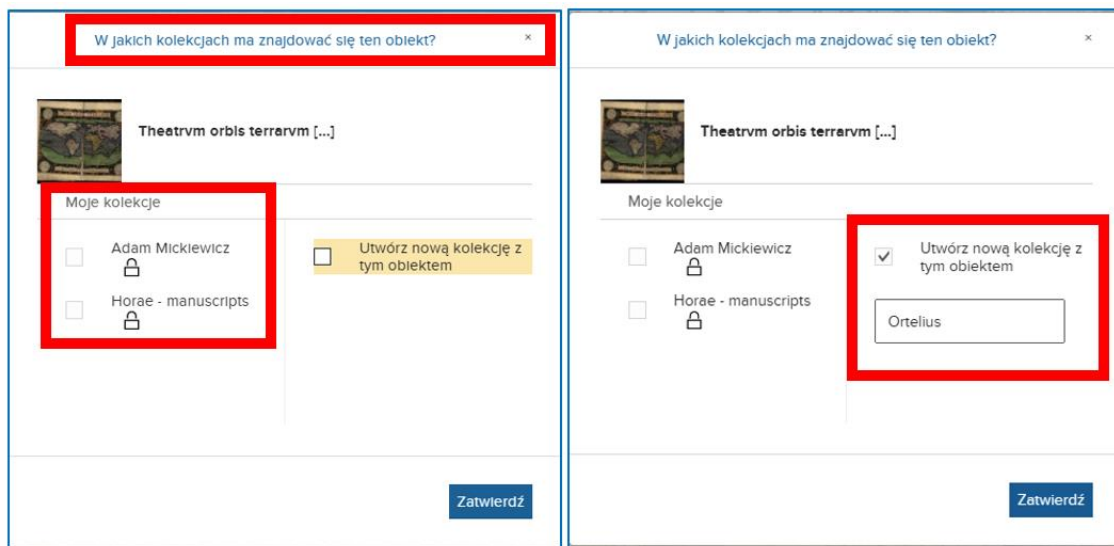 W jakich kolekcjach ma znajdować się ten obiekt? ×
Theatrvm orbis terrarvm [...]
Moje kolekcje
Adam Mickiewicz
Horae - manuscripts
Utwórz nową kolekcję z
tym obiektem
Zatwierdź
W jakich kolekcjach ma znajdować się ten obiekt? ×
Theatrvm orbis terrarvm [...]
Moje kolekcje
Adam Mickiewicz
Horae - manuscripts
Utwórz nową kolekcję z
tym obiektem
Ortelius
Zatwierdź